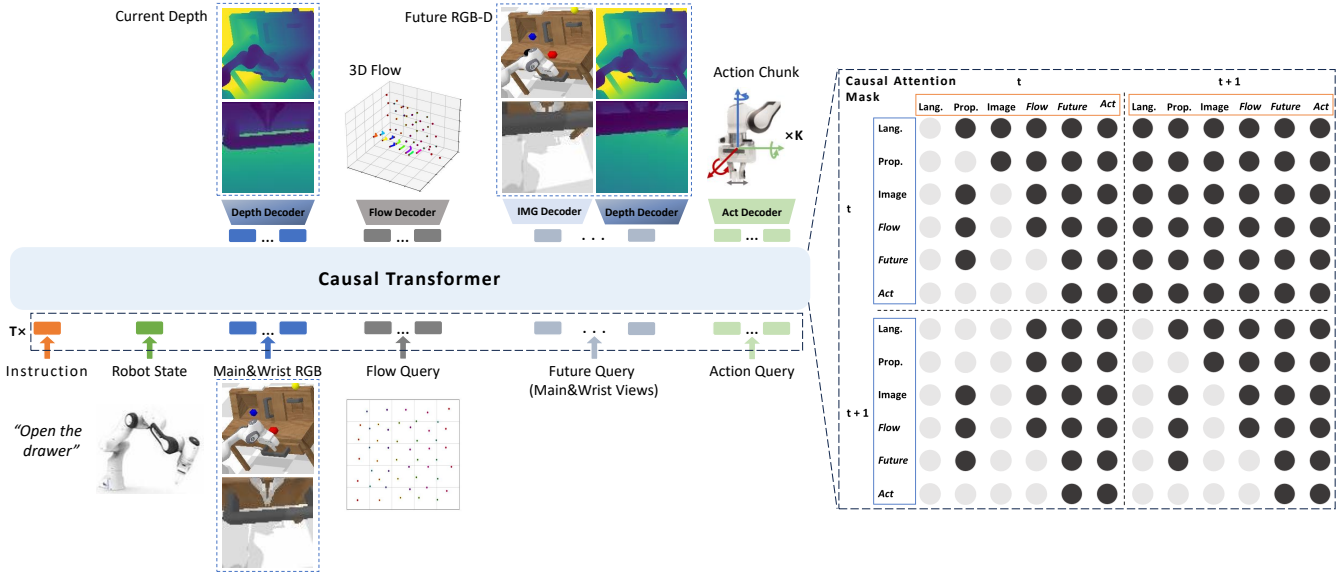 Current Depth
3D Flow
Future RGB-D
Action Chunk
×K
Depth Decoder
...
Flow Decoder
...
IMG Decoder
Depth Decoder
. . .
Act Decoder
...
Causal Transformer
T×
...
...
. . .
...
Instruction
Robot State
Main&Wrist RGB
Flow Query
Future Query
(Main&Wrist Views)
Action Query
“Open the
drawer”
Causal Attention
Mask
t
t + 1
Lang. Prop. Image Flow Future Act
Lang. Prop. Image Flow Future Act
t
Lang.
Prop.
Image
Flow
Future
Act
t + 1
Lang.
Prop.
Image
Flow
Future
Act